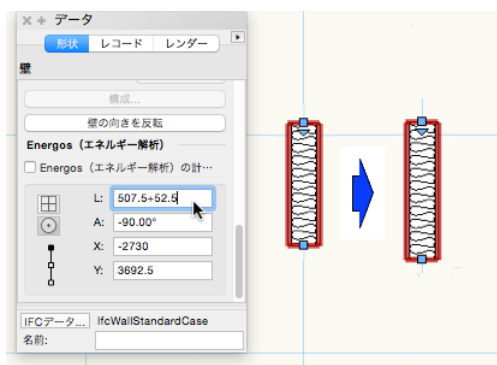 データ
形状 レコード レンダー
壁
構成...
壁の向きを反転
Energos（エネルギー解析）
Energos（エネルギー解析）の計…
L: 507.5+52.5
A: -90.00°
X: -2730
Y: 3692.5
IFCデータ... IfcWallStandardCase
名前: